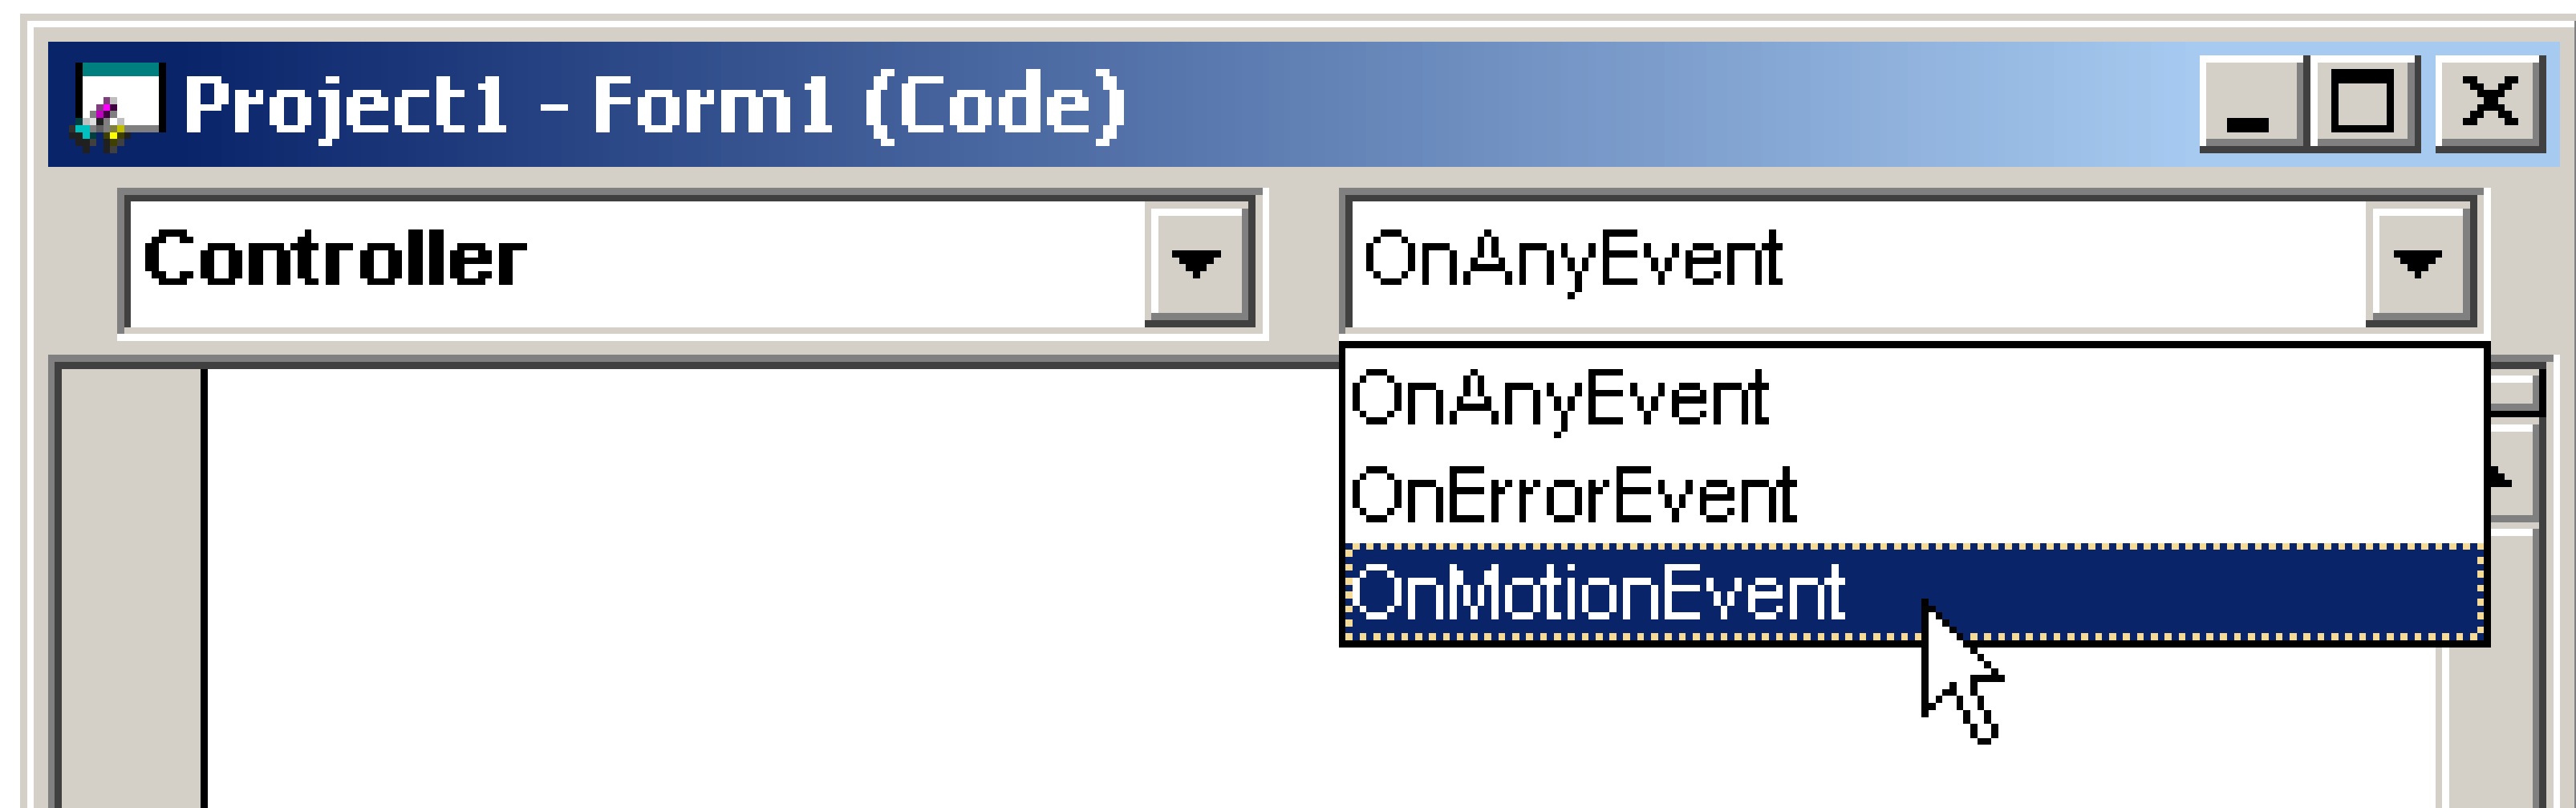 Project1 - Form1 (Code)
Controller
OnAnyEvent
OnAnyEvent
OnErrorEvent
OnMotionEvent